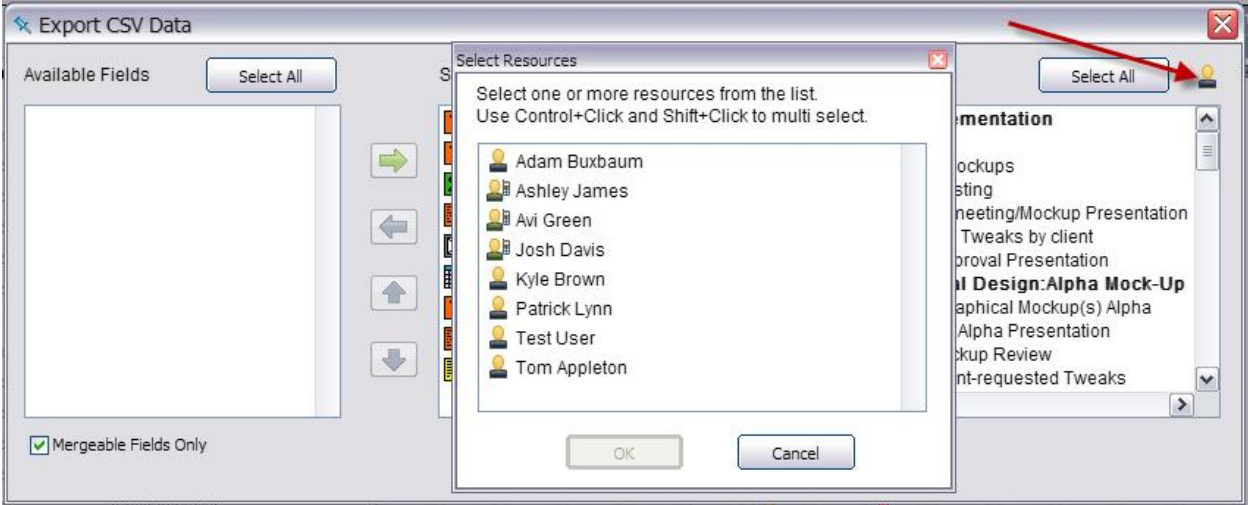 Export CSV Data
Available Fields
Select All
S
Select Resources
Select one or more resources from the list.
Use Control+Click and Shift+Click to multi select.
Adam Buxbaum
Ashley James
Avi Green
Josh Davis
Kyle Brown
Patrick Lynn
Test User
Tom Appleton
OK
Cancel
Select All
mentation
ockups
sting
neeting/Mockup Presentation
Tweaks by client
proval Presentation
al Design:Alpha Mock-Up
aphical Mockup(s) Alpha
Alpha Presentation
ckup Review
nt-requested Tweaks
Mergeable Fields Only